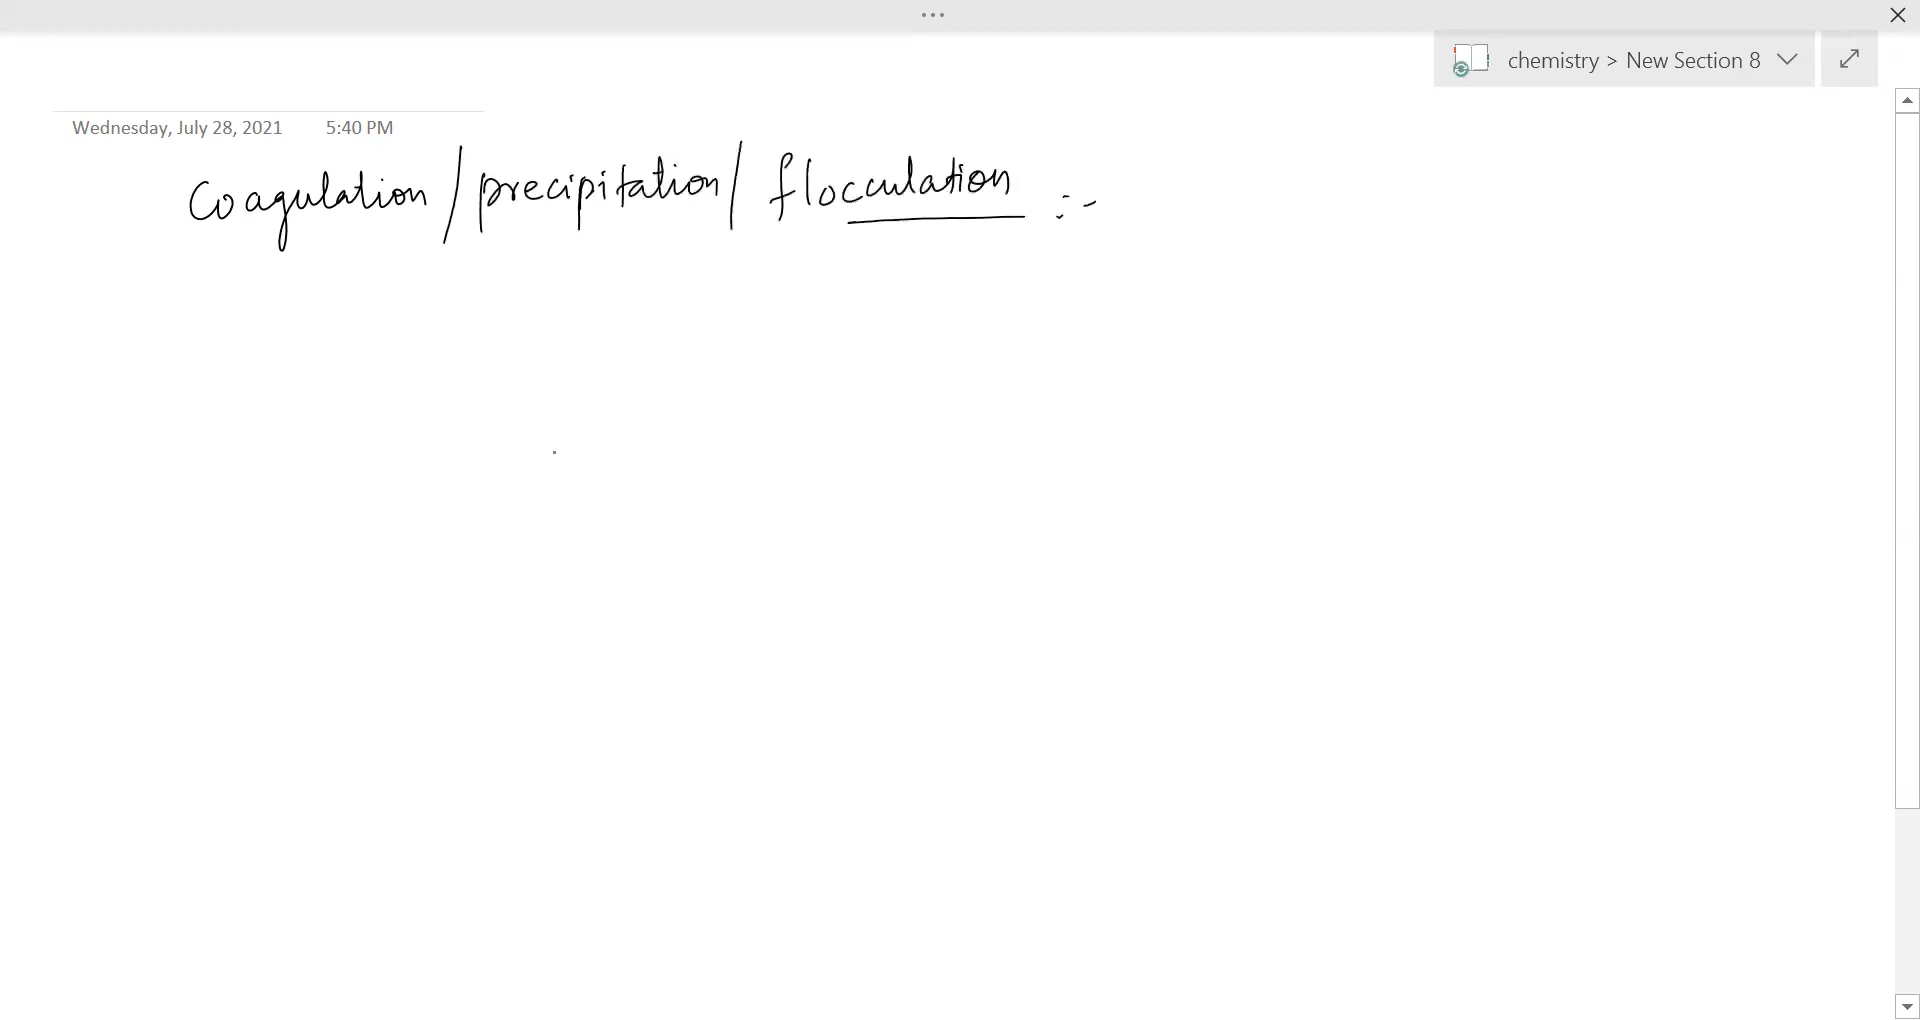 chemistry > New Section 8
Wednesday, July 28, 2021 5:40 PM
Coagulation / precipitation / flocculation :-